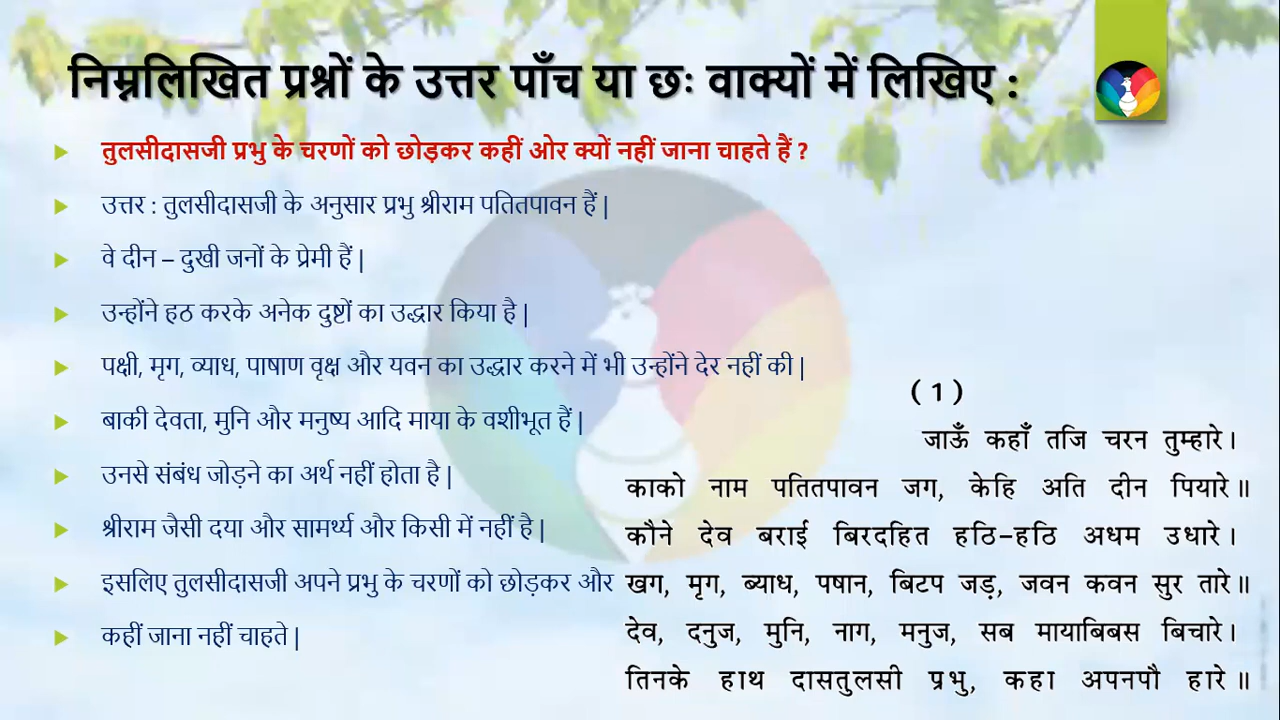 निम्नलिखित प्रश्नों के उत्तर पाँच या छः वाक्यों में लिखिए :
तुलसीदासजी प्रभु के चरणों को छोड़कर कहीं ओर क्यों नहीं जाना चाहते हैं ?
उत्तर : तुलसीदासजी के अनुसार प्रभु श्रीराम पतितपावन हैं |
वे दीन – दुखी जनों के प्रेमी हैं |
उन्होंने हठ करके अनेक दुष्टों का उद्धार किया है |
पक्षी, मृग, व्याध, पाषाण वृक्ष और यवन का उद्धार करने में भी उन्होंने देर नहीं की |
बाकी देवता, मुनि और मनुष्य आदि माया के वशीभूत हैं |
उनसे संबंध जोड़ने का अर्थ नहीं होता है |
श्रीराम जैसी दया और सामर्थ्य और किसी में नहीं है |
इसलिए तुलसीदासजी अपने प्रभु के चरणों को छोड़कर और
कहीं जाना नहीं चाहते |
( 1 )
जाऊँ कहाँ तजि चरन तुम्हारे ।
काको नाम पतितपावन जग, केहि अति दीन पियारे ॥
कौने देव बराई बिरदहित हठि-हठि अधम उधारे ।
खग, मृग, ब्याध, पषान, बिटप जड़, जवन कवन सुर तारे ॥
देव, दनुज, मुनि, नाग, मनुज, सब मायाबिबस बिचारे ।
तिनके हाथ दासतुलसी प्रभु, कहा अपनपौ हारे ॥